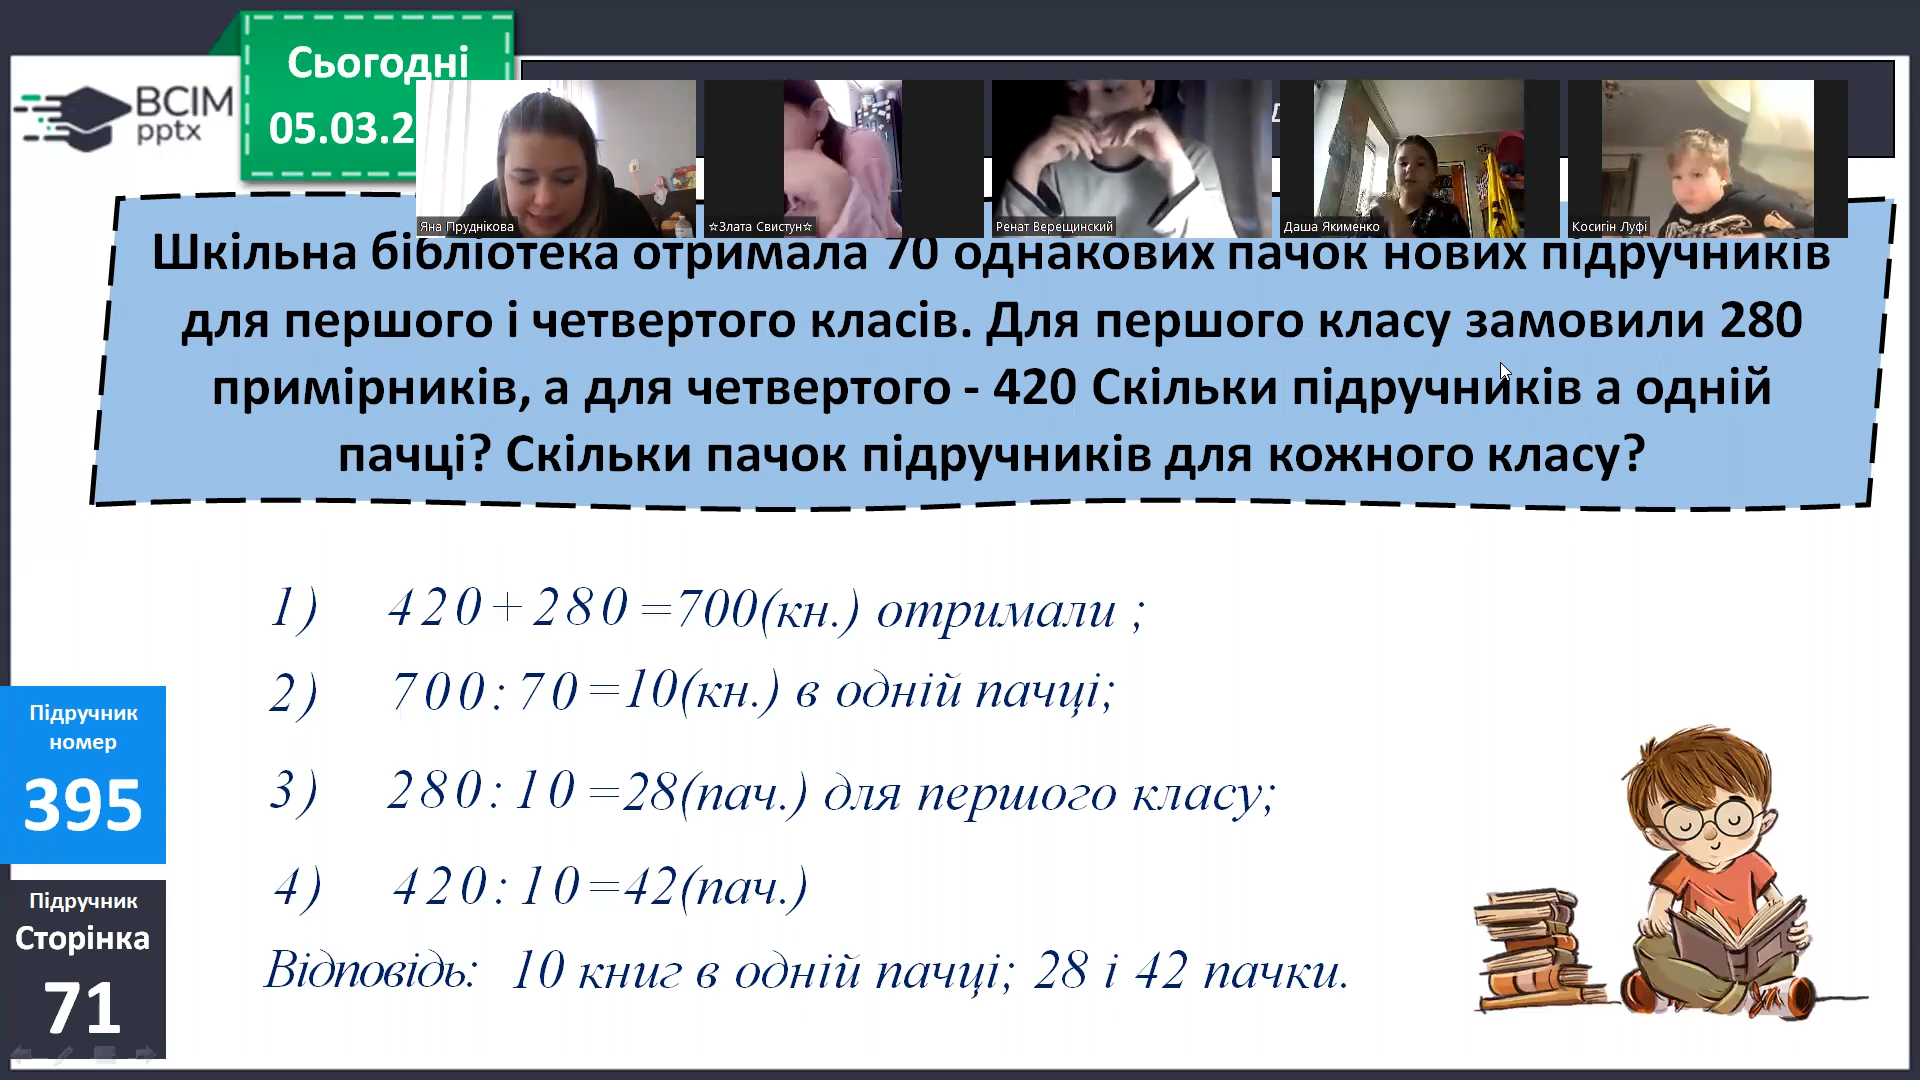 ВСІМ
pptx
Сьогодні
05.03.2
Яна Пруднікова
☆Злата Свистун☆
Ренат Верещинский
Даша Якименко
Косигін Луфі
Шкільна бібліотека отримала 70 однакових пачок нових підручників
для першого і четвертого класів. Для першого класу замовили 280
примірників, а для четвертого - 420 Скільки підручників а одній
пачці? Скільки пачок підручників для кожного класу?
1) 420+280=700(кн.) отримали ;
2) 700:70=10(кн.) в одній пачці;
3) 280:10=28(пач.) для першого класу;
4) 420:10=42(пач.)
Відповідь: 10 книг в одній пачці; 28 і 42 пачки.
Підручник
номер
395
Підручник
Сторінка
71